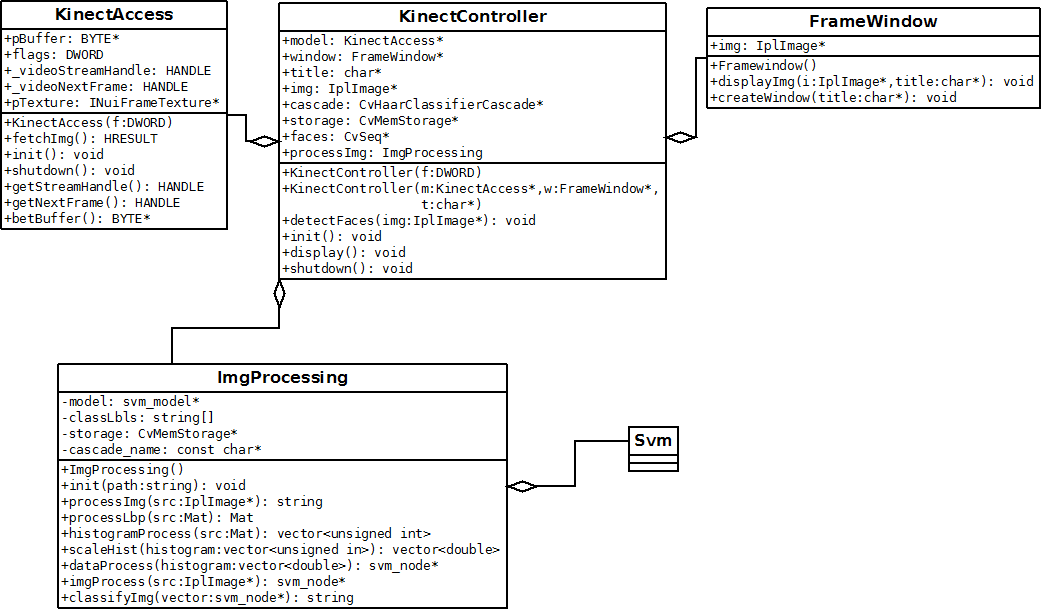 KinectAccess
+pBuffer: BYTE*
+flags: DWORD
+_videoStreamHandle: HANDLE
+_videoNextFrame: HANDLE
+pTexture: INuiFrameTexture*
+KinectAccess(f:DWORD)
+fetchImg(): HRESULT
+init(): void
+shutdown(): void
+getStreamHandle(): HANDLE
+getNextFrame(): HANDLE
+betBuffer(): BYTE*
KinectController
+model: KinectAccess*
+window: FrameWindow*
+title: char*
+img: IplImage*
+cascade: CvHaarClassifierCascade*
+storage: CvMemStorage*
+faces: CvSeq*
+processImg: ImgProcessing
+KinectController(f:DWORD)
+KinectController(m:KinectAccess*,w:FrameWindow*,
t:char*)
+detectFaces(img:IplImage*): void
+init(): void
+display(): void
+shutdown(): void
FrameWindow
+img: IplImage*
+Framewindow()
+displayImg(i:IplImage*,title:char*): void
+createWindow(title:char*): void
ImgProcessing
-model: svm_model*
-classLbls: string[]
-storage: CvMemStorage*
-cascade_name: const char*
+ImgProcessing()
+init(path:string): void
+processImg(src:IplImage*): string
+processLbp(src:Mat): Mat
+histogramProcess(src:Mat): vector<unsigned int>
+scaleHist(histogram:vector<unsigned in>): vector<double>
+dataProcess(histogram:vector<double>): svm_node*
+imgProcess(src:IplImage*): svm_node*
+classifyImg(vector:svm_node*): string
Svm